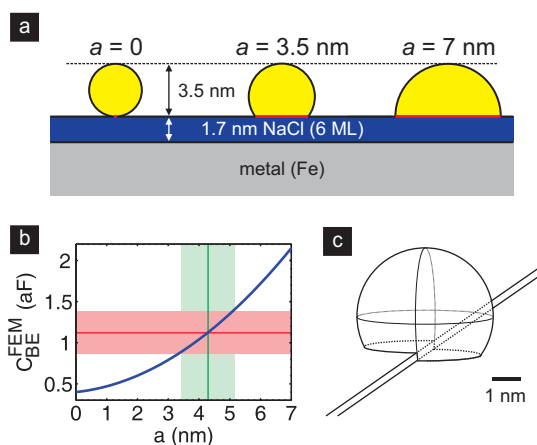 a
a = 0
a = 3.5 nm
a = 7 nm
3.5 nm
1.7 nm NaCl (6 ML)
metal (Fe)
b
C_BE^FEM (aF)
2
1.5
1
0.5
0 1 2 3 4 5 6 7
a (nm)
c
1 nm